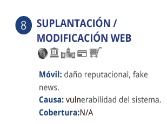 8
SUPLANTACIÓN /
MODIFICACIÓN WEB
Móvil: daño reputacional, fake
news.
Causa: vulnerabilidad del sistema.
Cobertura:N/A